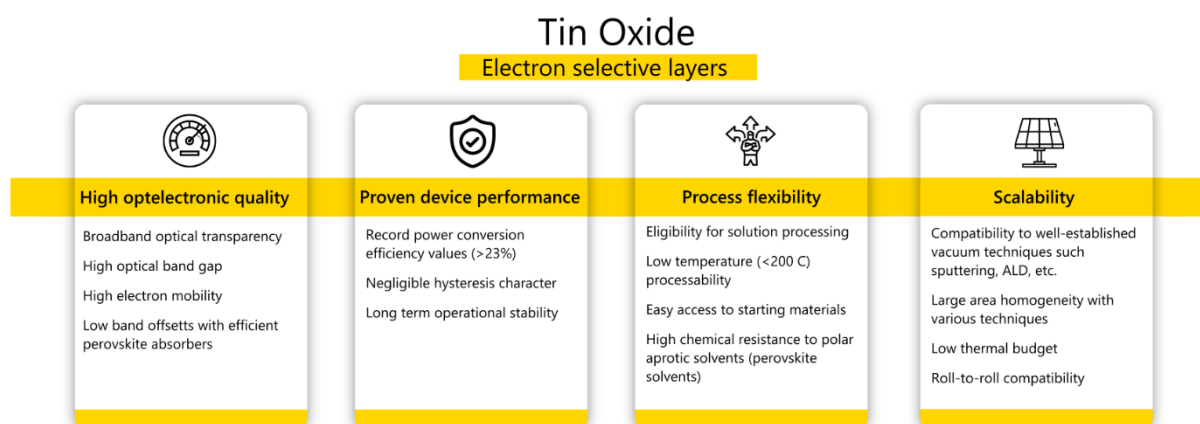 Tin Oxide
Electron selective layers
High optelectronic quality
Broadband optical transparency
High optical band gap
High electron mobility
Low band offsetts with efficient
perovskite absorbers
Proven device performance
Record power conversion
efficiency values (>23%)
Negligible hysteresis character
Long term operational stability
Process flexibility
Eligibility for solution processing
Low temperature (<200 C)
processability
Easy access to starting materials
High chemical resistance to polar
aprotic solvents (perovskite
solvents)
Scalability
Compatibility to well-established
vacuum techniques such
sputtering, ALD, etc.
Large area homogeneity with
various techniques
Low thermal budget
Roll-to-roll compatibility